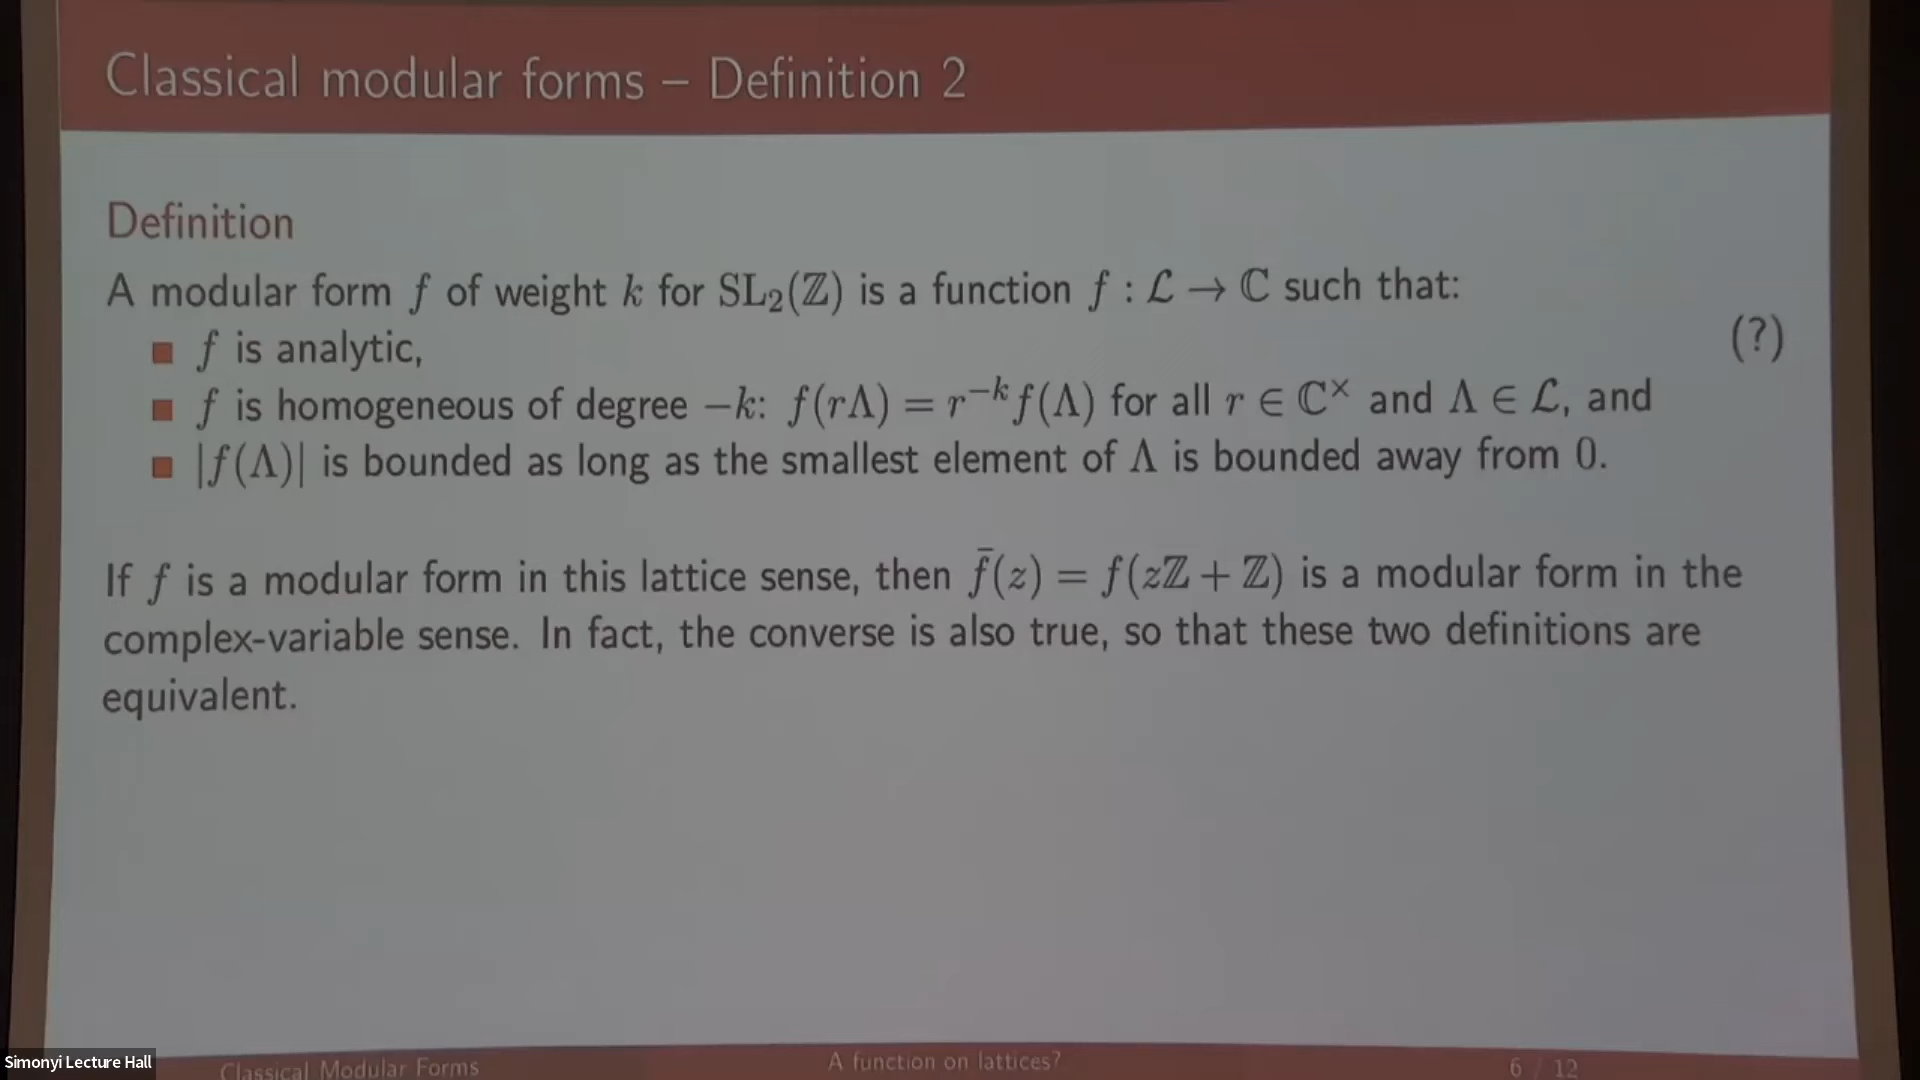 Classical modular forms – Definition 2
Definition
A modular form f of weight k for SL₂(ℤ) is a function f : ℒ → ℂ such that:
■ f is analytic, (?)
■ f is homogeneous of degree −k: f(rΛ) = r⁻ᵏf(Λ) for all r ∈ ℂ× and Λ ∈ ℒ, and
■ |f(Λ)| is bounded as long as the smallest element of Λ is bounded away from 0.
If f is a modular form in this lattice sense, then f̄(z) = f(zℤ + ℤ) is a modular form in the
complex-variable sense. In fact, the converse is also true, so that these two definitions are
equivalent.
Classical Modular Forms A function on lattices? 6 / 12
Simonyi Lecture Hall